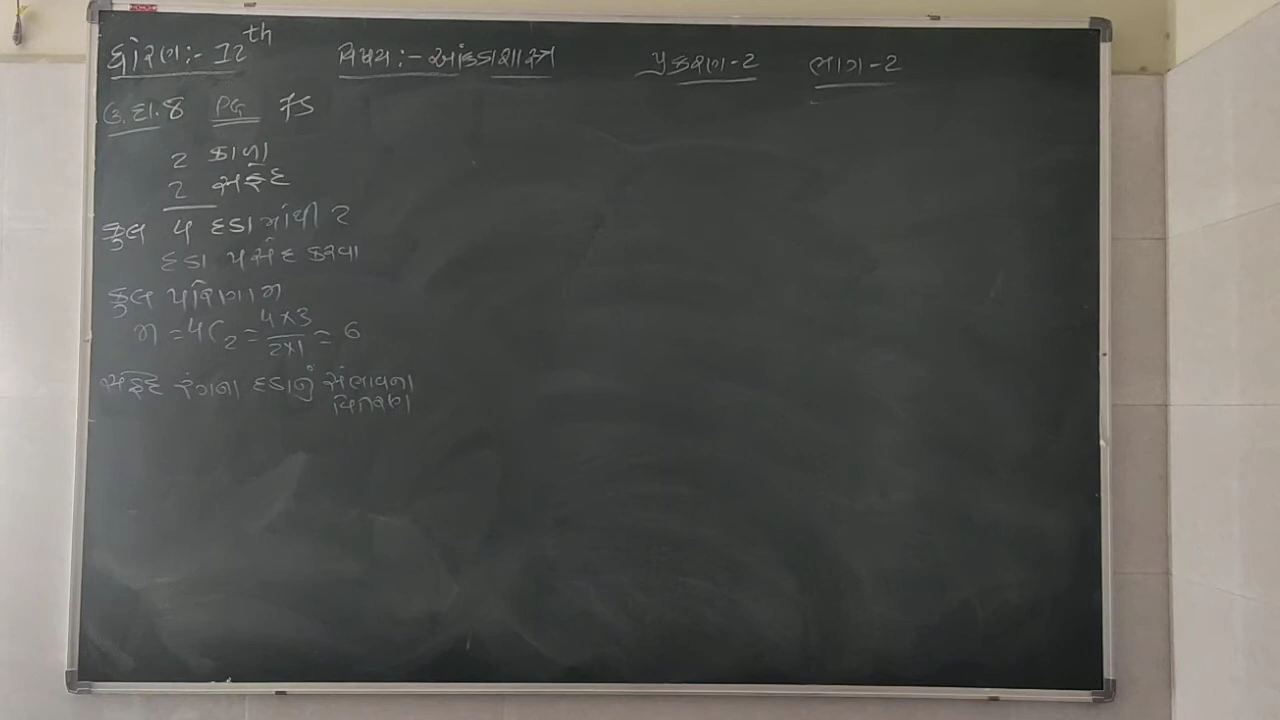 ધોરણ:- 12th વિષય:- આંકડાશાસ્ત્ર પ્રકરણ-2 ભાગ-2
ઉ.દા.8 PG 75
2 કાળા
2 સફેદ
કુલ 4 દડામાંથી 2
દડા પસંદ કરવા
કુલ પરિણામ
n = 4C2 = 4×3/2×1 = 6
સફેદ રંગના દડાનું સંભાવના
વિતરણ